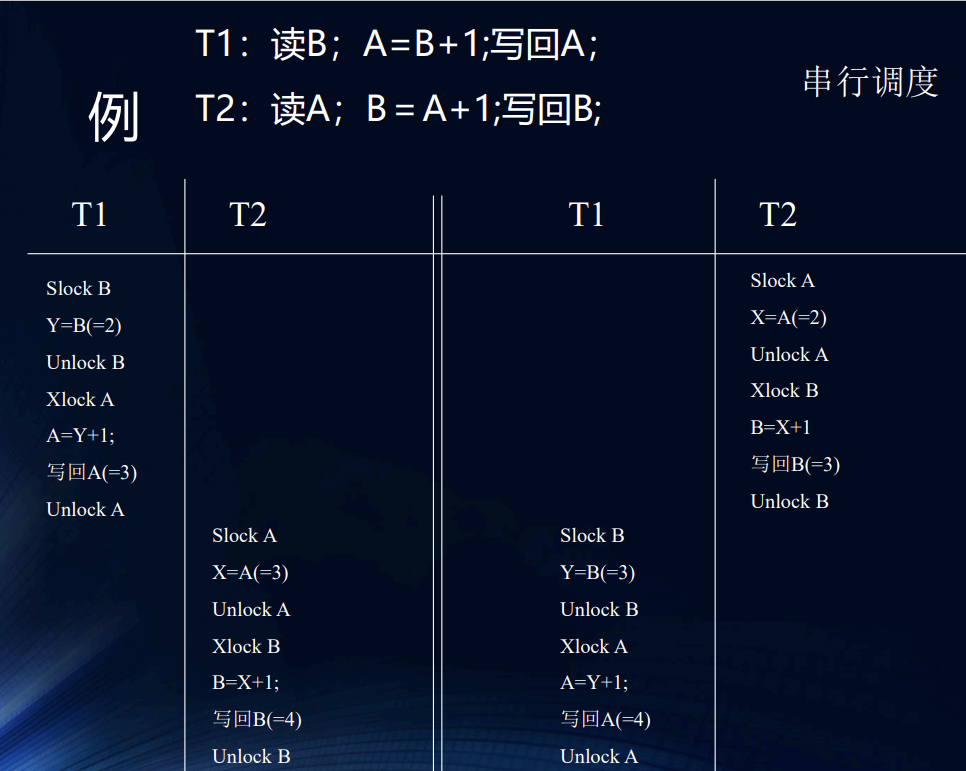 T1：读B；A=B+1;写回A；
例
T2：读A；B＝A+1;写回B;
串行调度
T1
T2
T1
T2
Slock B
Y=B(=2)
Unlock B
Xlock A
A=Y+1;
写回A(=3)
Unlock A
Slock A
X=A(=3)
Unlock A
Xlock B
B=X+1;
写回B(=4)
Unlock B
Slock B
Y=B(=3)
Unlock B
Xlock A
A=Y+1;
写回A(=4)
Unlock A
Slock A
X=A(=2)
Unlock A
Xlock B
B=X+1
写回B(=3)
Unlock B